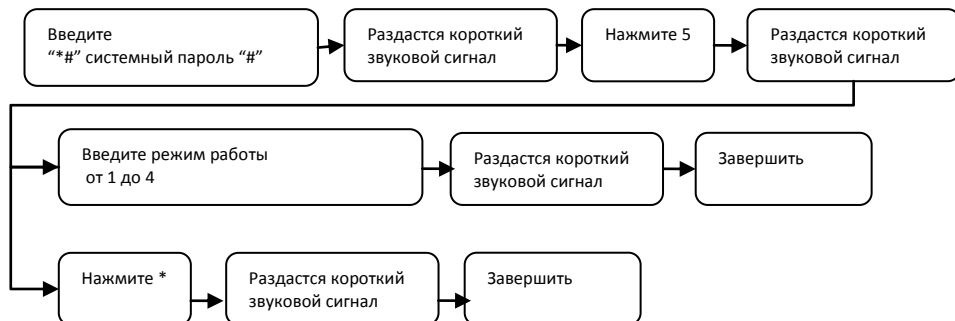 Введите
“*#” системный пароль “#”
Раздастся короткий
звуковой сигнал
Нажмите 5
Раздастся короткий
звуковой сигнал
Введите режим работы
от 1 до 4
Раздастся короткий
звуковой сигнал
Завершить
Нажмите *
Раздастся короткий
звуковой сигнал
Завершить